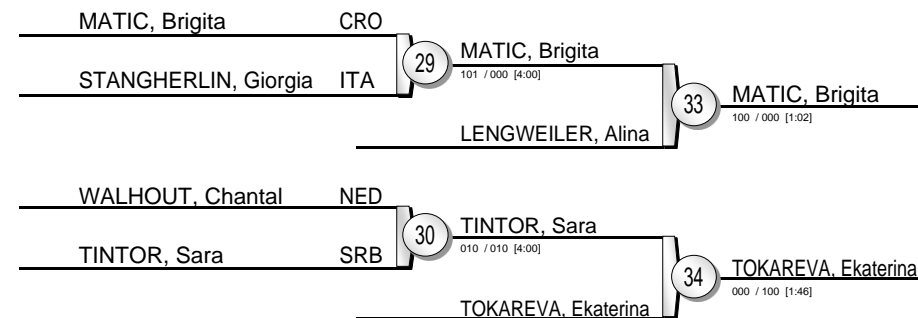 MATIC, Brigita CRO
STANGHERLIN, Giorgia ITA
29
MATIC, Brigita
101 / 000 [4:00]
LENGWEILER, Alina
33
MATIC, Brigita
100 / 000 [1:02]
WALHOUT, Chantal NED
TINTOR, Sara SRB
30
TINTOR, Sara
010 / 010 [4:00]
TOKAREVA, Ekaterina
34
TOKAREVA, Ekaterina
000 / 100 [1:46]